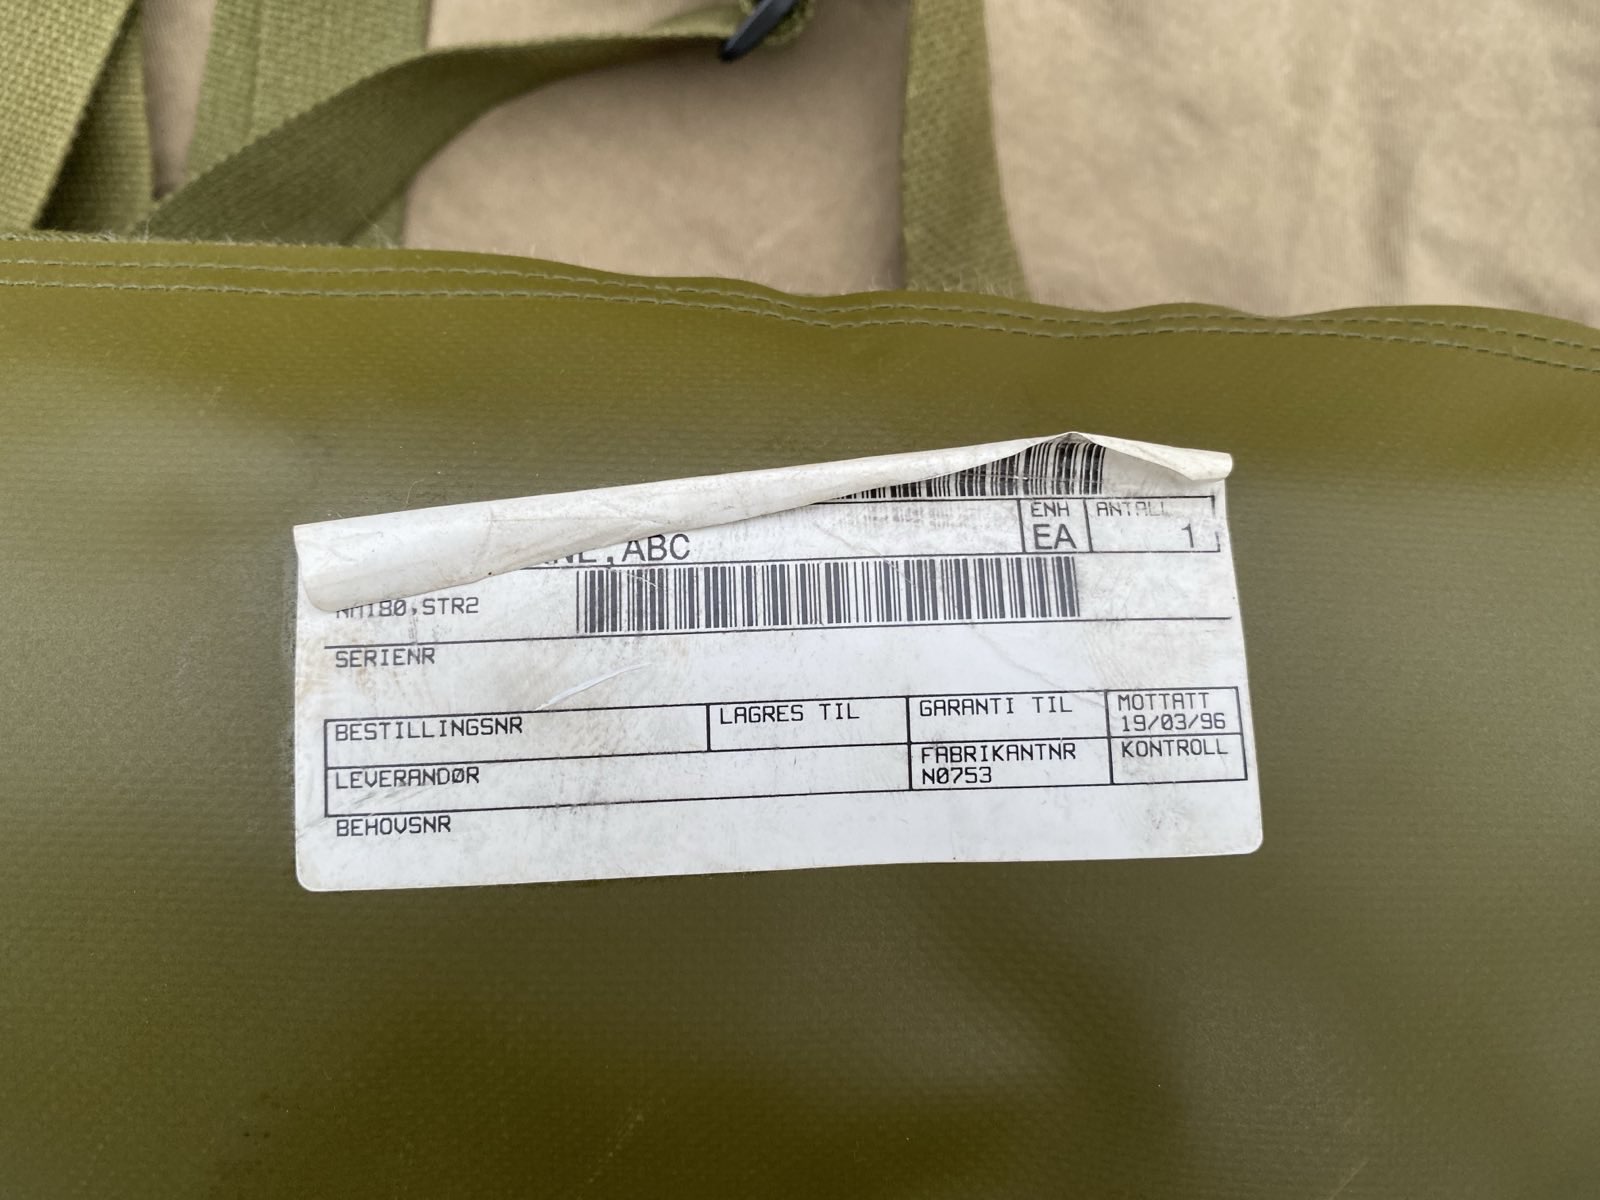 ENH ANTALL
,ABC EA 1
NM180,STR2
SERIENR
BESTILLINGSNR LAGRES TIL GARANTI TIL MOTTATT
19/03/96
LEVERANDØR FABRIKANTNR KONTROLL
N0753
BEHOVSNR